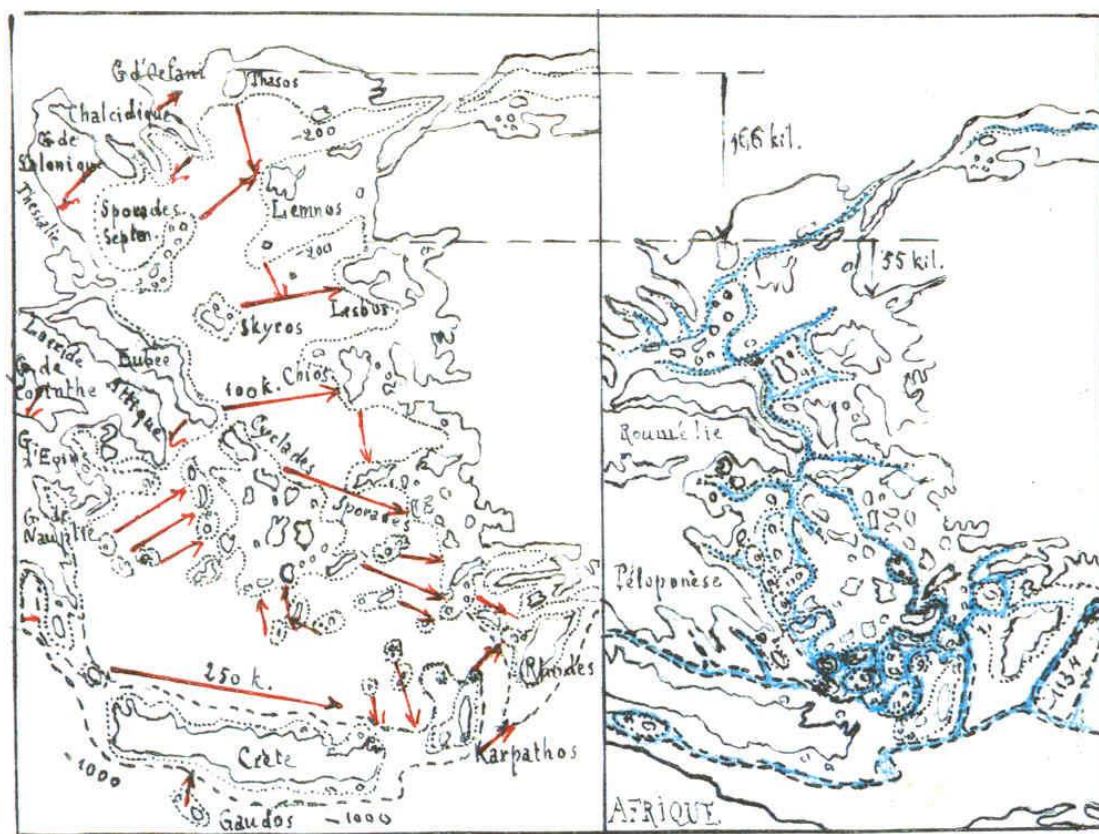 G d'Orfani
Thasos
Chalcidique
-200
G de
Salonique
Thessalie
Sporades
Septen.
Lemnos
-200
Lesbos
Skyros
Locride
Eubée
G de
Corinthe
Attique
100k.
Chios
G
d'Egine
Cyclades
Sporades
G. de
Nauplie
250 k.
Rhodes
Crète
Karpathos
-1000
Gaudos
-1000
166 kil.
55 kil.
Roumélie
Péloponèse
AFRIQUE